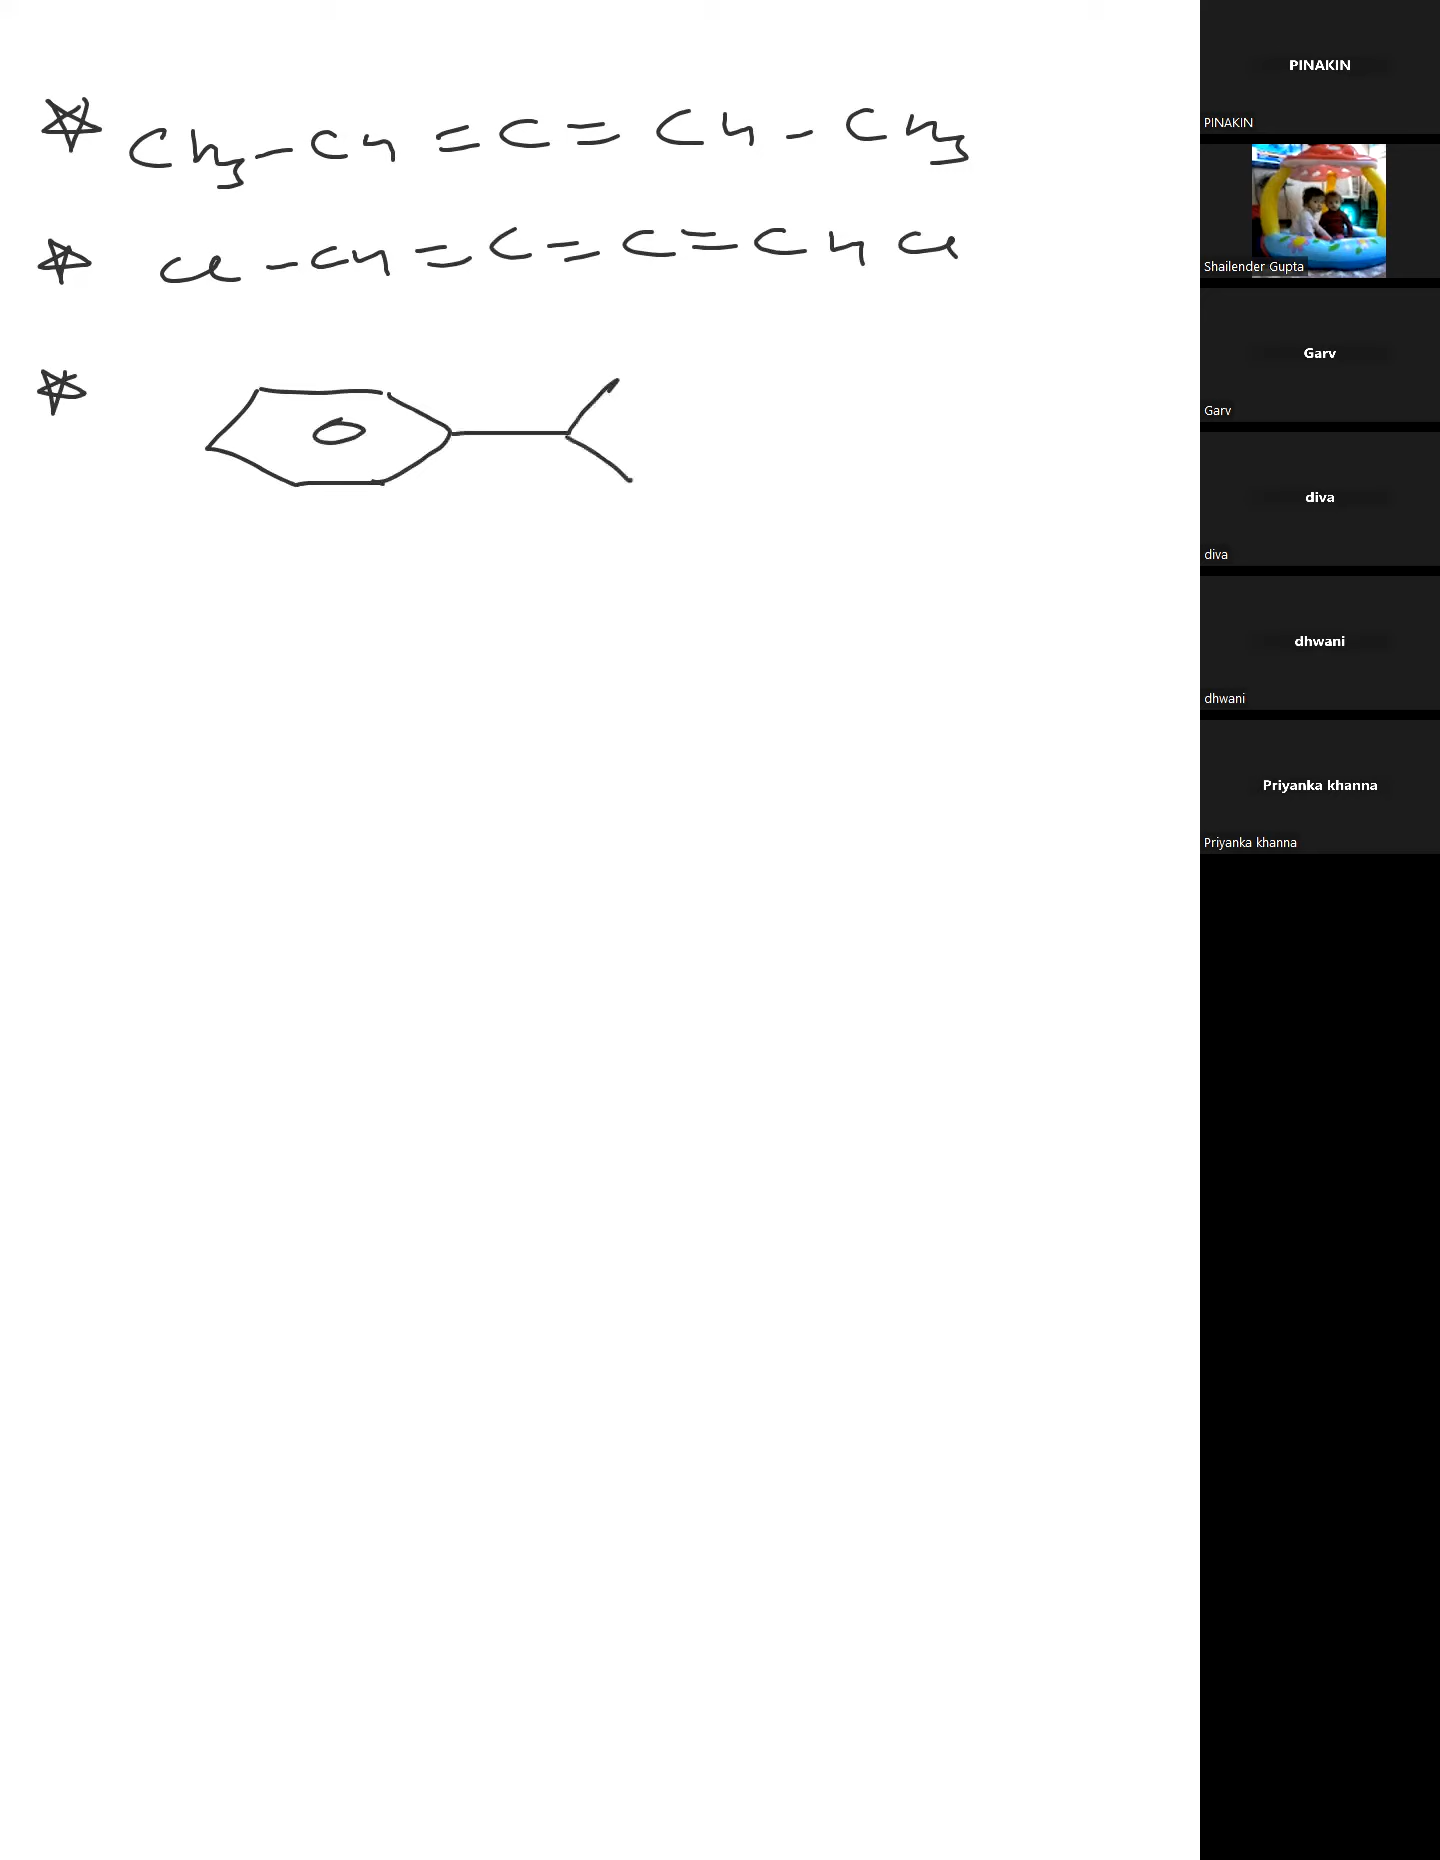 CH3 - CH = C = CH - CH3
Cl - CH = C = C = CH Cl
PINAKIN
PINAKIN
Shailender Gupta
Garv
Garv
diva
diva
dhwani
dhwani
Priyanka khanna
Priyanka khanna